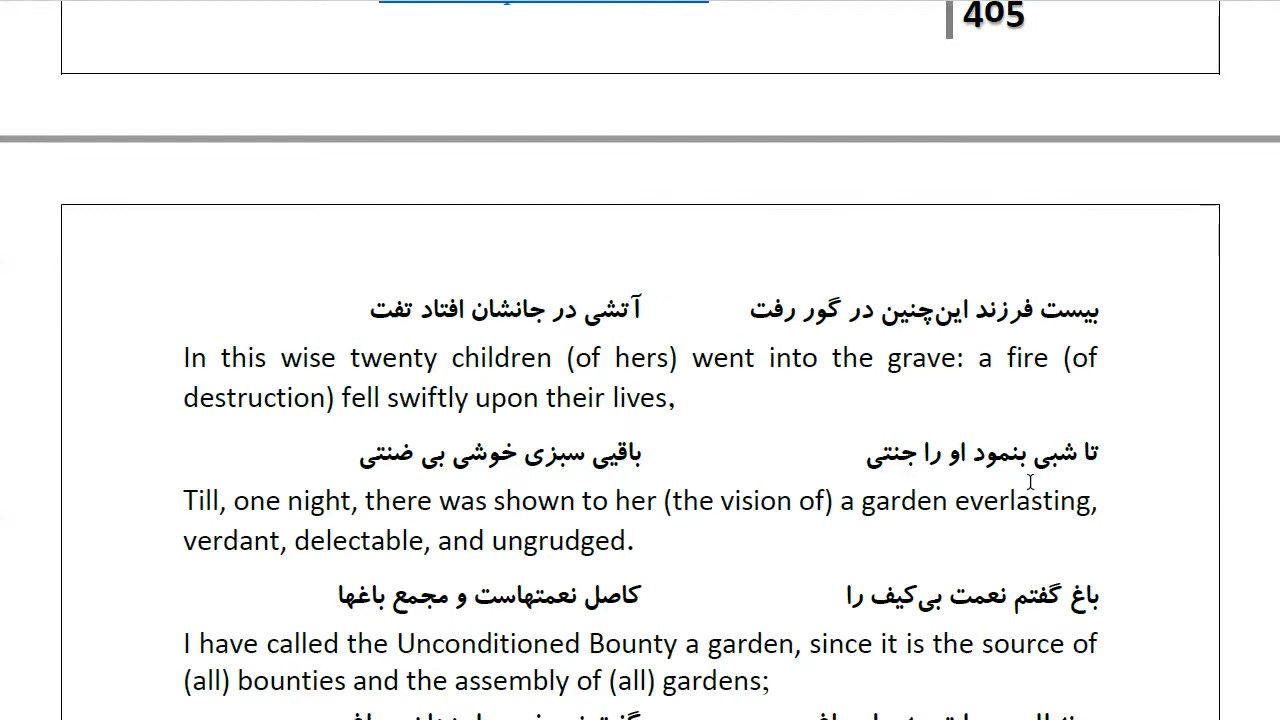 405
بیست فرزند این‌چنین در گور رفت آتشی در جانشان افتاد تفت
In this wise twenty children (of hers) went into the grave: a fire (of
destruction) fell swiftly upon their lives,
تا شبی بنمود او را جنتی باقیی سبزی خوشی بی ضنتی
Till, one night, there was shown to her (the vision of) a garden everlasting,
verdant, delectable, and ungrudged.
باغ گفتم نعمت بی‌کیف را کاصل نعمتهاست و مجمع باغها
I have called the Unconditioned Bounty a garden, since it is the source of
(all) bounties and the assembly of (all) gardens;